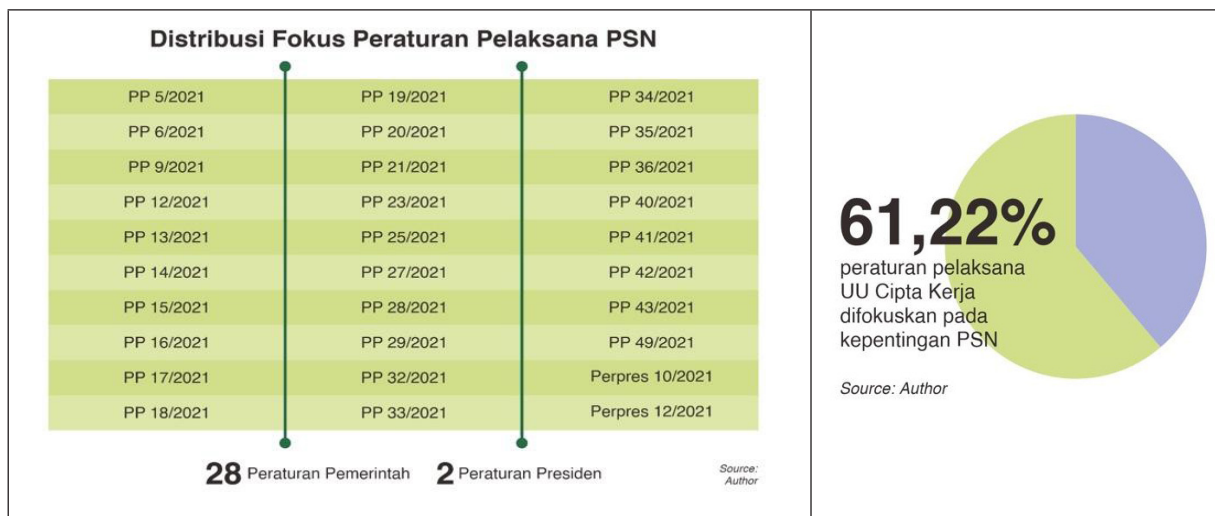 Distribusi Fokus Peraturan Pelaksana PSN
PP 5/2021 PP 19/2021 PP 34/2021
PP 6/2021 PP 20/2021 PP 35/2021
PP 9/2021 PP 21/2021 PP 36/2021
PP 12/2021 PP 23/2021 PP 40/2021
PP 13/2021 PP 25/2021 PP 41/2021
PP 14/2021 PP 27/2021 PP 42/2021
PP 15/2021 PP 28/2021 PP 43/2021
PP 16/2021 PP 29/2021 PP 49/2021
PP 17/2021 PP 32/2021 Perpres 10/2021
PP 18/2021 PP 33/2021 Perpres 12/2021
28 Peraturan Pemerintah 2 Peraturan Presiden
Source:
Author
61,22%
peraturan pelaksana
UU Cipta Kerja
difokuskan pada
kepentingan PSN
Source: Author